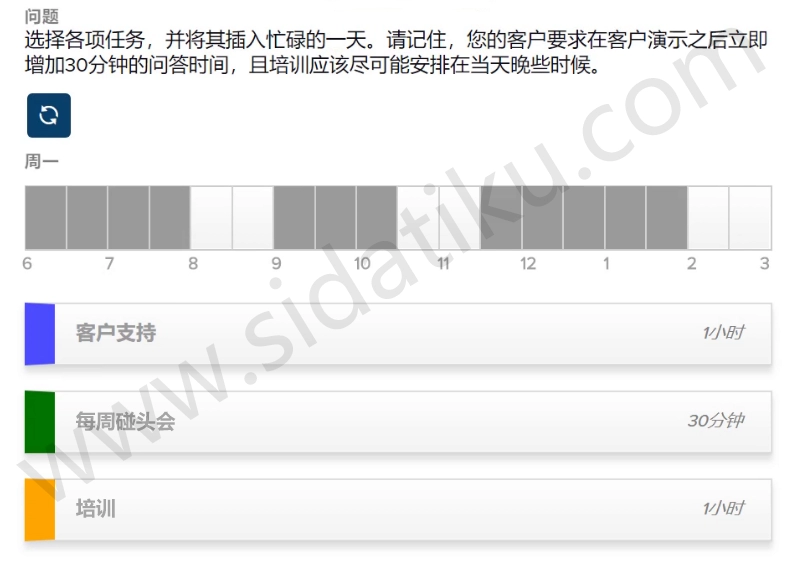 问题
选择各项任务，并将其插入忙碌的一天。请记住，您的客户要求在客户演示之后立即
增加30分钟的问答时间，且培训应该尽可能安排在当天晚些时候。
周一
6 7 8 9 10 11 12 1 2 3
客户支持 1小时
每周碰头会 30分钟
培训 1小时
www.sidatiku.com